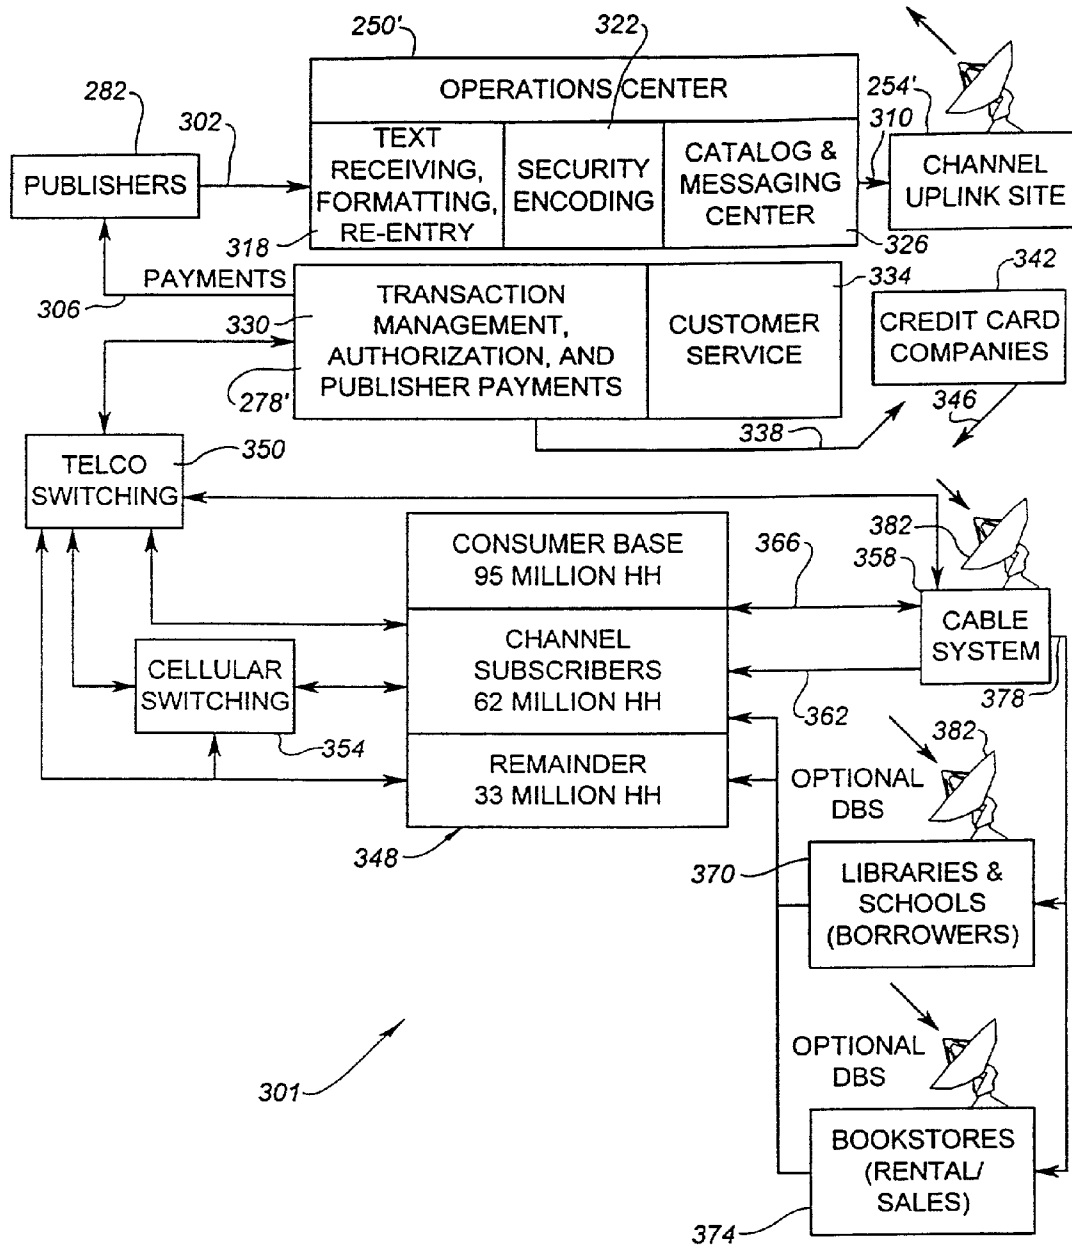 250'
322
OPERATIONS CENTER
254'
282
302
310
PUBLISHERS
TEXT
RECEIVING,
FORMATTING,
RE-ENTRY
SECURITY
ENCODING
CATALOG &
MESSAGING
CENTER
CHANNEL
UPLINK SITE
318
326
PAYMENTS
306
334
342
330
TRANSACTION
MANAGEMENT,
AUTHORIZATION, AND
PUBLISHER PAYMENTS
CUSTOMER
SERVICE
CREDIT CARD
COMPANIES
278'
338
346
TELCO
SWITCHING
350
CONSUMER BASE
95 MILLION HH
366
382
358
CHANNEL
SUBSCRIBERS
62 MILLION HH
CABLE
SYSTEM
CELLULAR
SWITCHING
362
378
354
REMAINDER
33 MILLION HH
382
OPTIONAL
DBS
348
370
LIBRARIES &
SCHOOLS
(BORROWERS)
301
OPTIONAL
DBS
BOOKSTORES
(RENTAL/
SALES)
374